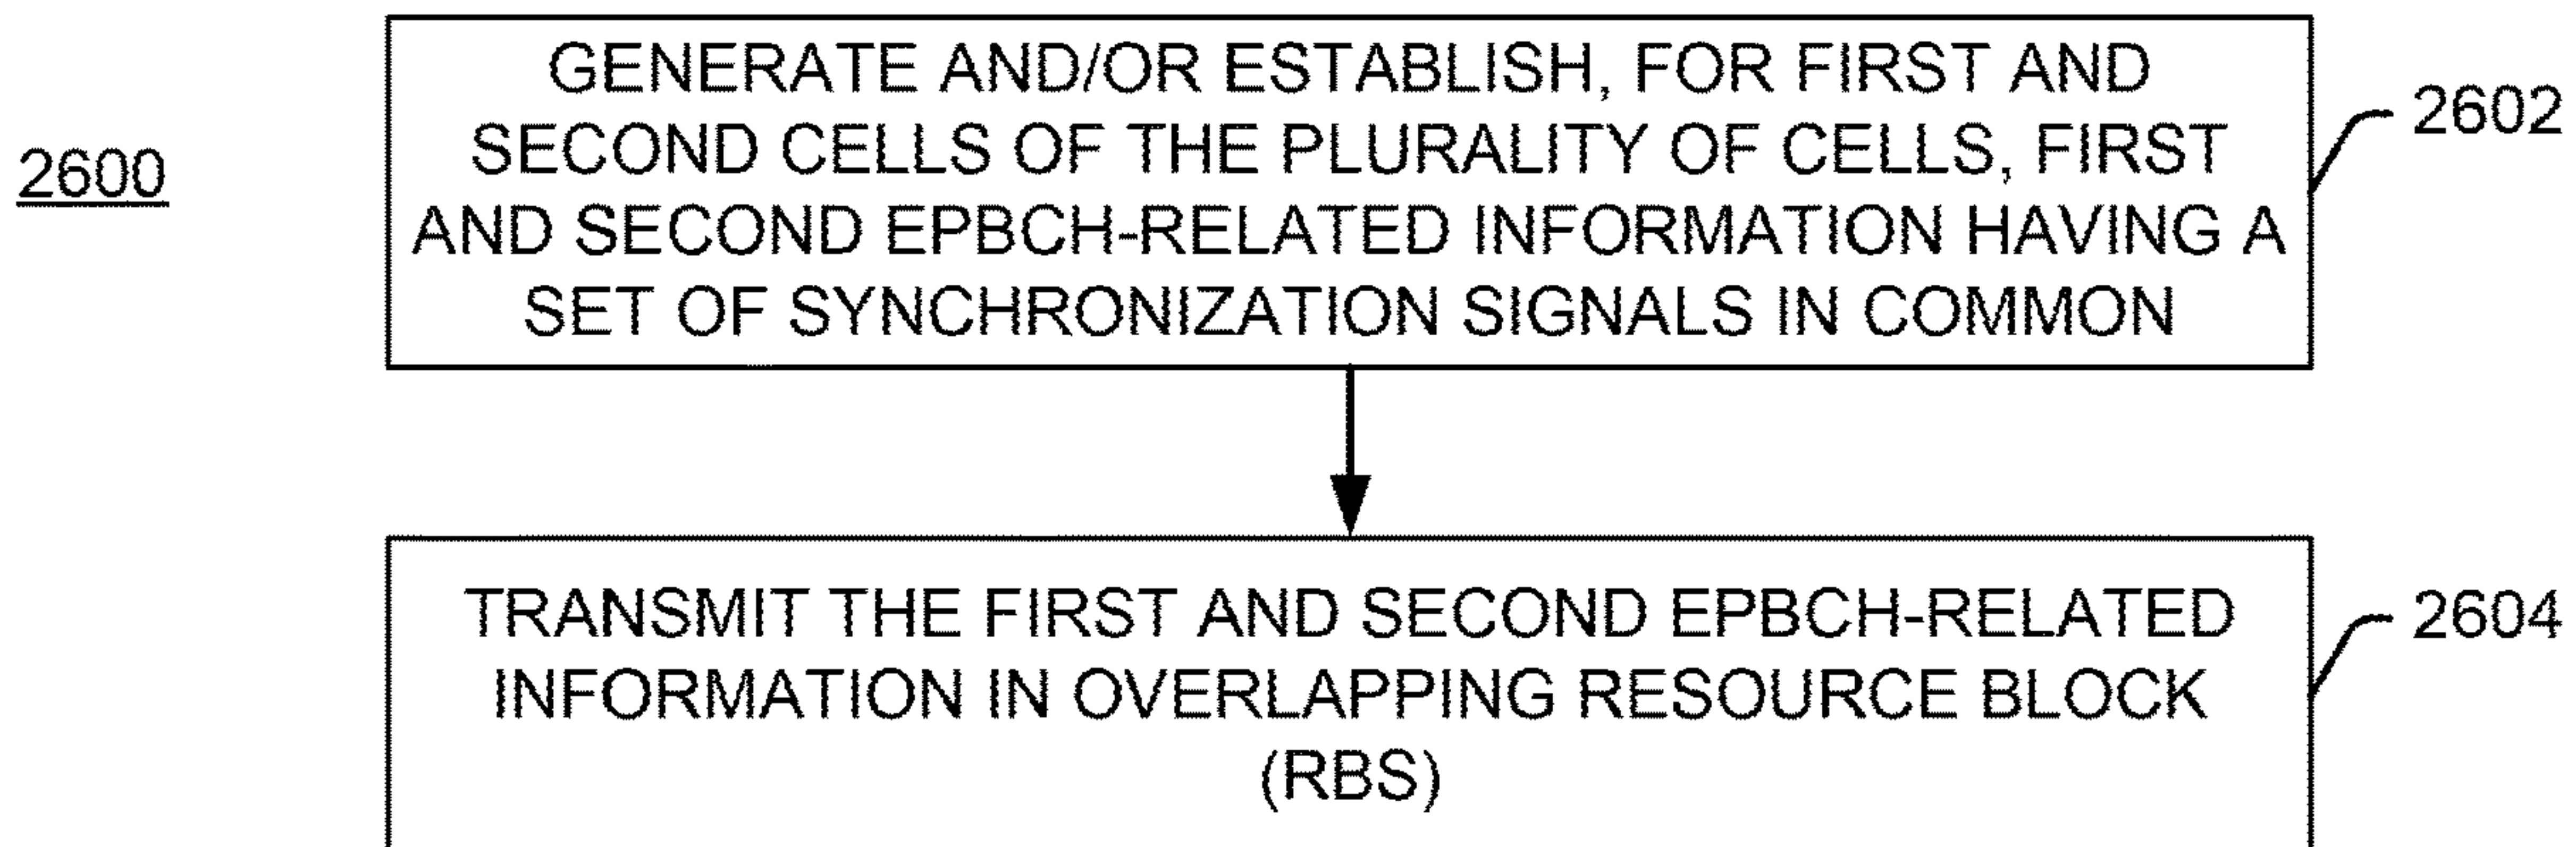 2600
GENERATE AND/OR ESTABLISH, FOR FIRST AND
SECOND CELLS OF THE PLURALITY OF CELLS, FIRST
AND SECOND EPBCH-RELATED INFORMATION HAVING A
SET OF SYNCHRONIZATION SIGNALS IN COMMON
2602
TRANSMIT THE FIRST AND SECOND EPBCH-RELATED
INFORMATION IN OVERLAPPING RESOURCE BLOCK
(RBS)
2604